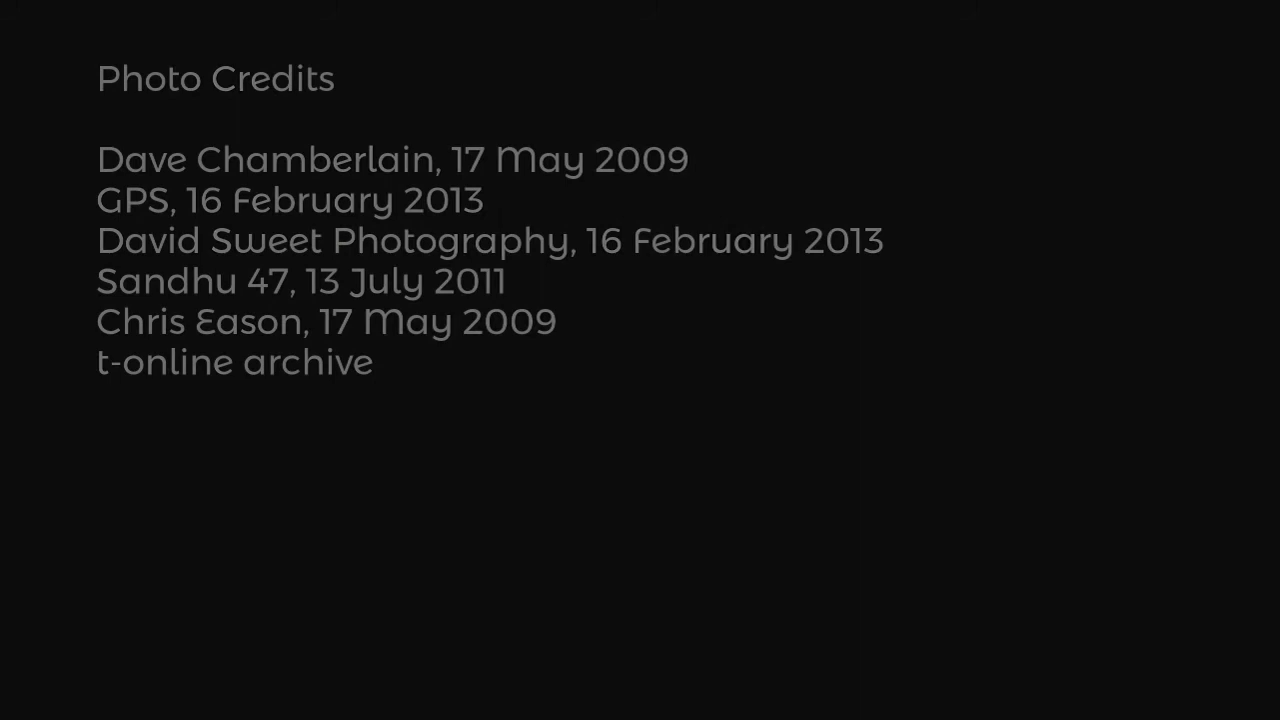 Photo Credits
Dave Chamberlain, 17 May 2009
GPS, 16 February 2013
David Sweet Photography, 16 February 2013
Sandhu 47, 13 July 2011
Chris Eason, 17 May 2009
t-online archive